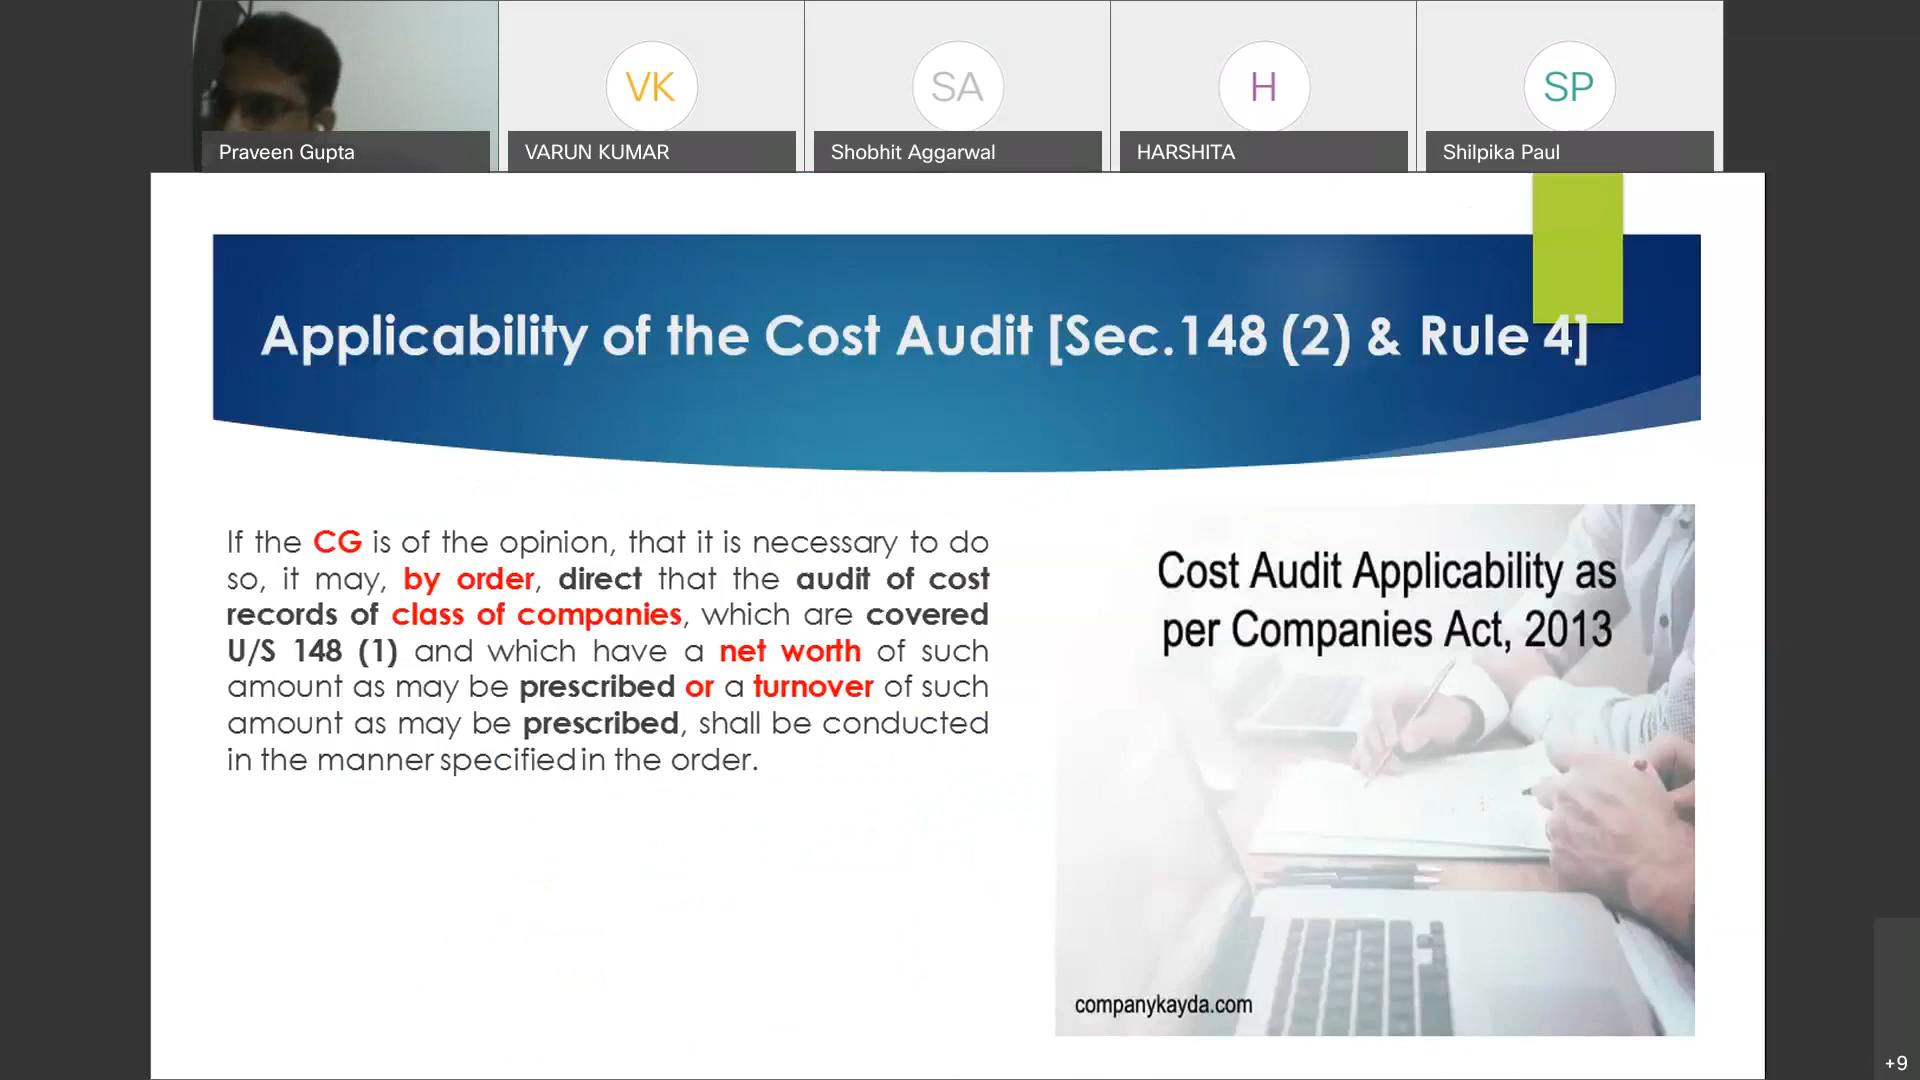 VK
SA
H
SP
Praveen Gupta
VARUN KUMAR
Shobhit Aggarwal
HARSHITA
Shilpika Paul
Applicability of the Cost Audit [Sec.148 (2) & Rule 4]
If the CG is of the opinion, that it is necessary to do
so, it may, by order, direct that the audit of cost
records of class of companies, which are covered
U/S 148 (1) and which have a net worth of such
amount as may be prescribed or a turnover of such
amount as may be prescribed, shall be conducted
in the manner specified in the order.
Cost Audit Applicability as
per Companies Act, 2013
companykayda.com
+9